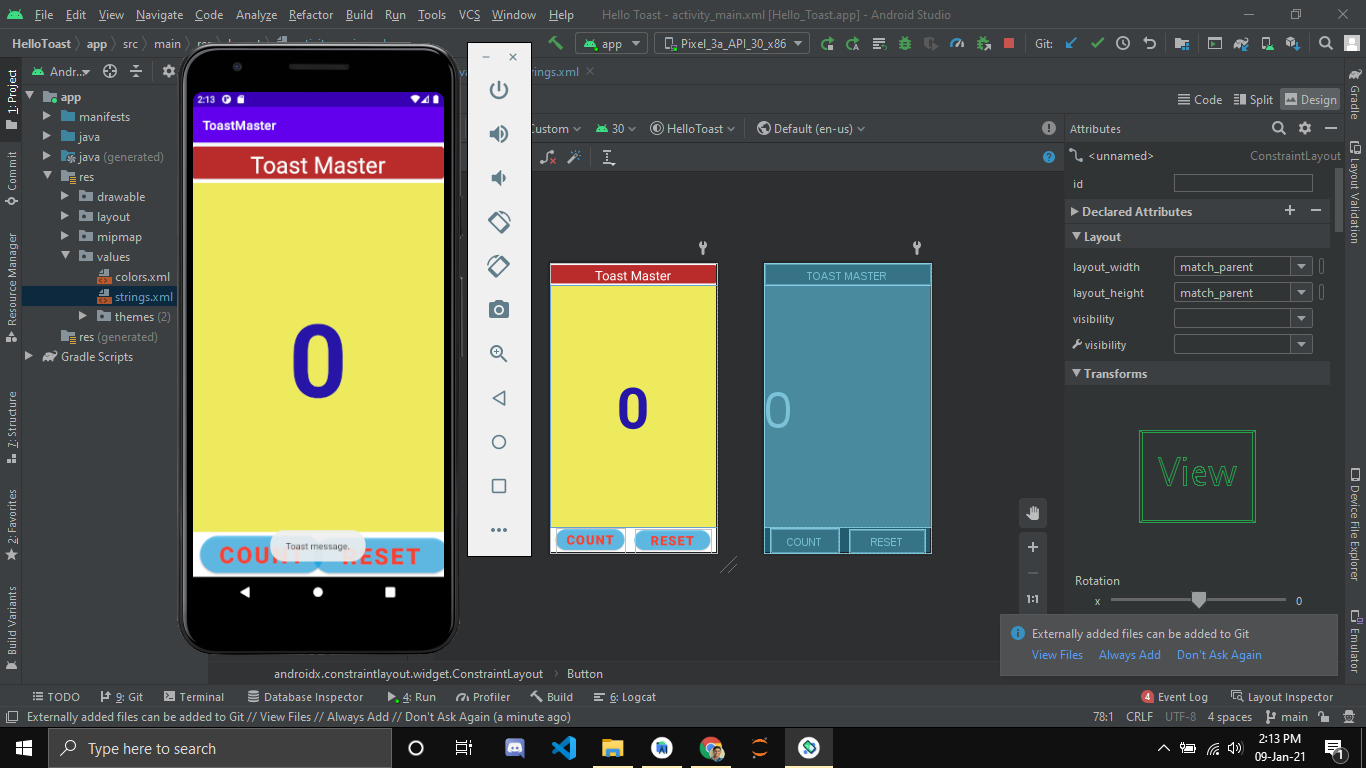 File Edit View Navigate Code Analyze Refactor Build Run Tools VCS Window Help Hello Toast - activity_main.xml [Hello_Toast.app] - Android Studio
HelloToast app src main res
app Pixel_3a_API_30_x86 Git:
1: Project
Commit
Resource Manager
7: Structure
2: Favorites
Build Variants
Andr...
app
manifests
java
java (generated)
res
drawable
layout
mipmap
values
colors.xml
strings.xml
themes (2)
res (generated)
Gradle Scripts
2:13
ToastMaster
Toast Master
0
COUNT RESET
Toast message.
rings.xml
Code Split Design
Custom 30 HelloToast Default (en-us)
Toast Master
0
COUNT RESET
TOAST MASTER
0
COUNT RESET
1:1
Attributes
<unnamed> ConstraintLayout
id
Declared Attributes
Layout
layout_width match_parent
layout_height match_parent
visibility
visibility
Transforms
View
Rotation
x 0
Externally added files can be added to Git
View Files Always Add Don't Ask Again
Gradle
Layout Validation
Device File Explorer
Emulator
androidx.constraintlayout.widget.ConstraintLayout Button
TODO 9: Git Terminal Database Inspector 4: Run Profiler Build 6: Logcat 4 Event Log Layout Inspector
Externally added files can be added to Git // View Files // Always Add // Don't Ask Again (a minute ago) 78:1 CRLF UTF-8 4 spaces main
Type here to search
2:13 PM
09-Jan-21
1